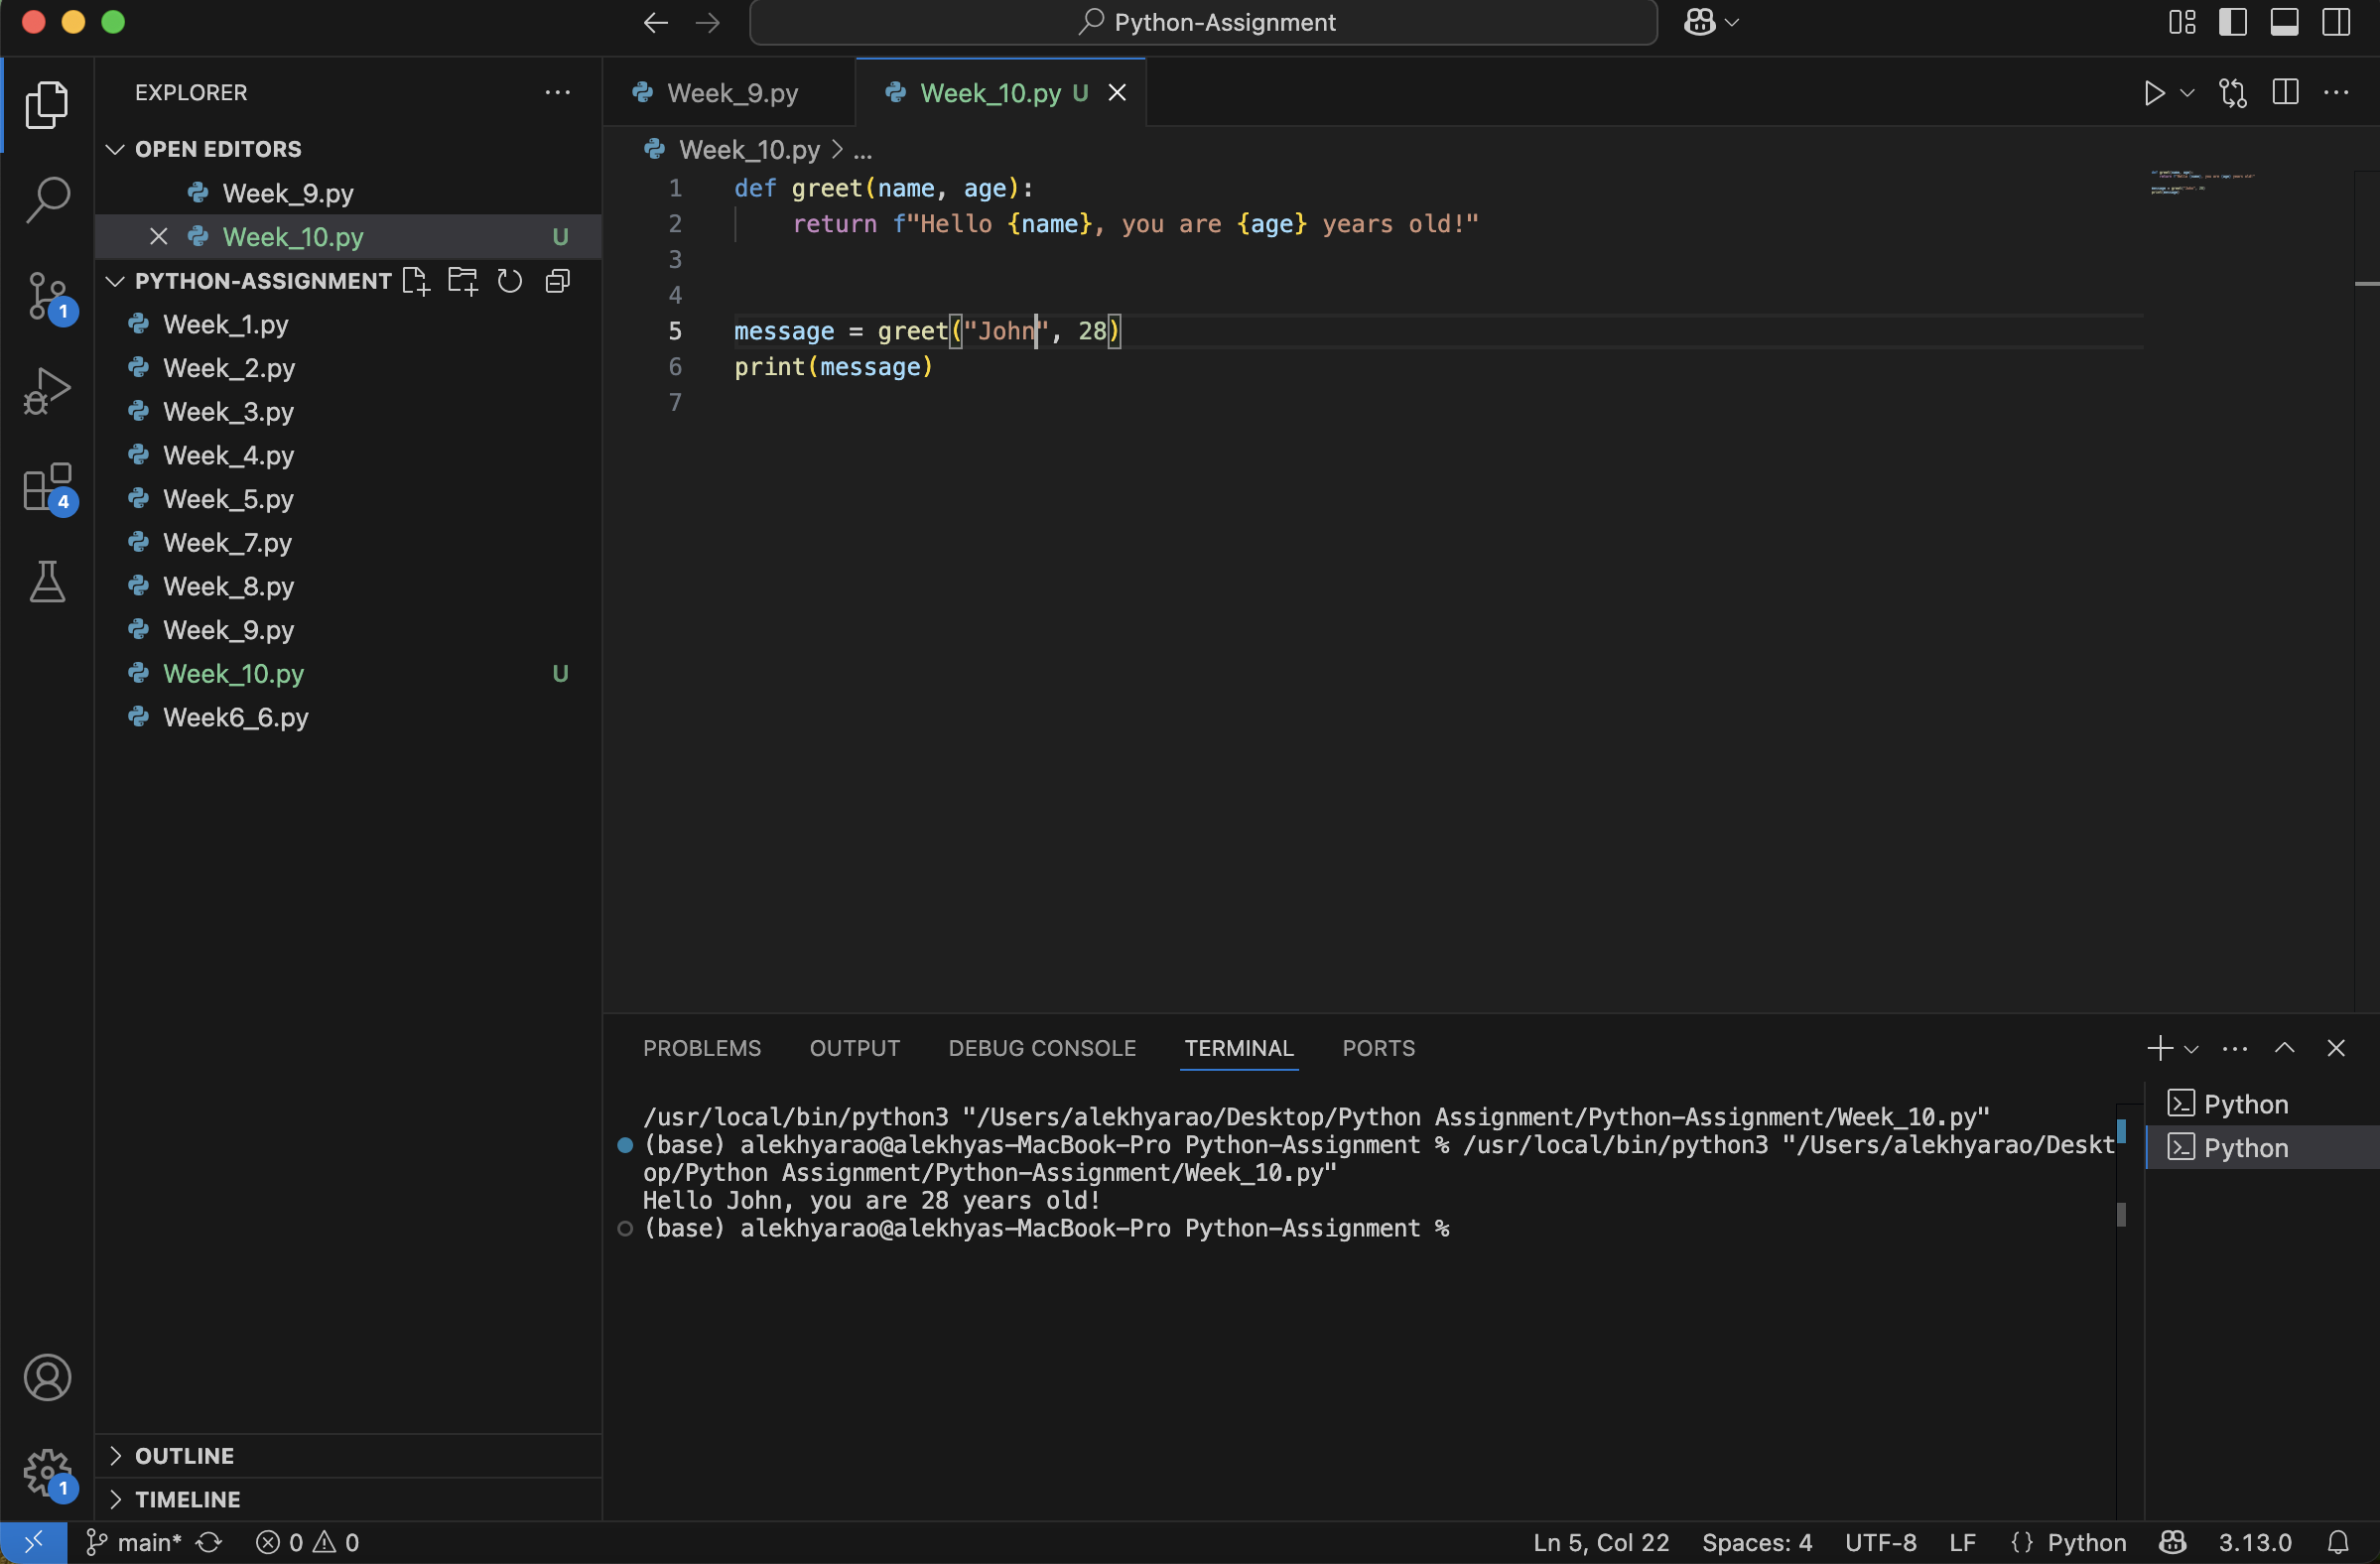 Python-Assignment
EXPLORER
OPEN EDITORS
Week_9.py
Week_10.py U
PYTHON-ASSIGNMENT
Week_1.py
Week_2.py
Week_3.py
Week_4.py
Week_5.py
Week_7.py
Week_8.py
Week_9.py
Week_10.py U
Week6_6.py
OUTLINE
TIMELINE
1
4
1
Week_9.py
Week_10.py U
Week_10.py > ...
1 def greet(name, age):
2     return f"Hello {name}, you are {age} years old!"
3
4
5 message = greet("John", 28)
6 print(message)
7
PROBLEMS OUTPUT DEBUG CONSOLE TERMINAL PORTS
/usr/local/bin/python3 "/Users/alekhyarao/Desktop/Python Assignment/Python-Assignment/Week_10.py"
(base) alekhyarao@alekhyas-MacBook-Pro Python-Assignment % /usr/local/bin/python3 "/Users/alekhyarao/Deskt
op/Python Assignment/Python-Assignment/Week_10.py"
Hello John, you are 28 years old!
(base) alekhyarao@alekhyas-MacBook-Pro Python-Assignment %
Python
Python
main* 0 0 Ln 5, Col 22 Spaces: 4 UTF-8 LF {} Python 3.13.0